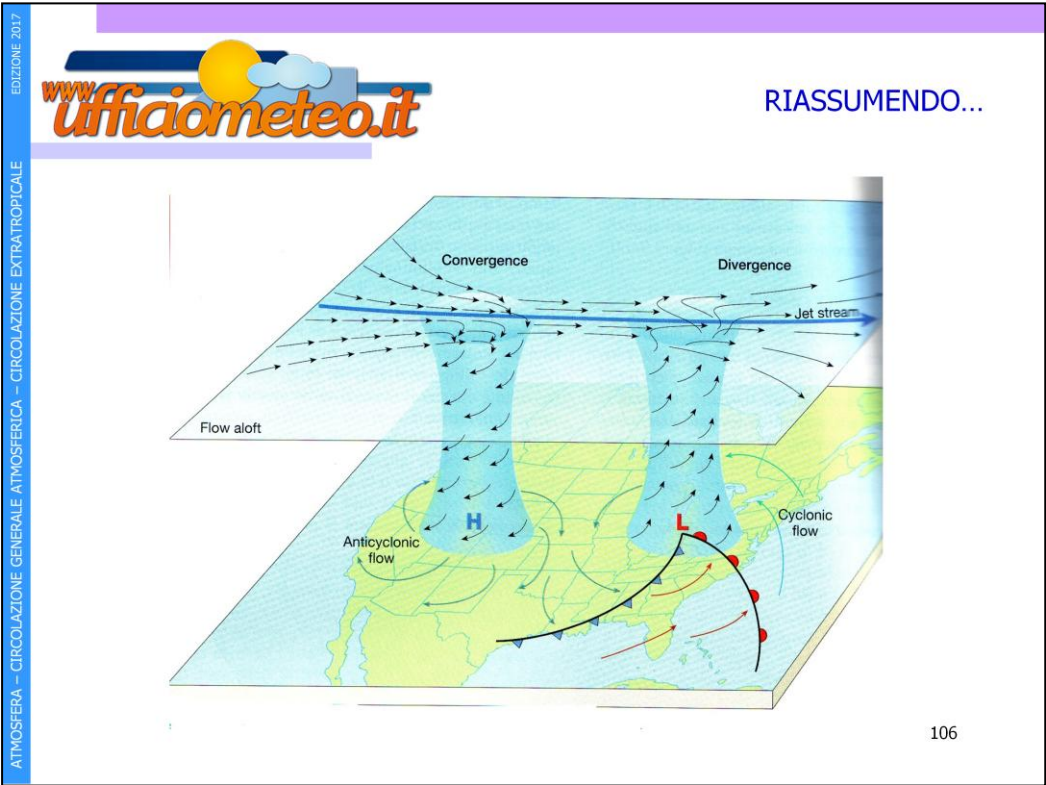 ATMOSFERA – CIRCOLAZIONE GENERALE ATMOSFERICA – CIRCOLAZIONE EXTRATROPICALE EDIZIONE 2017
www.ufficiometeo.it
RIASSUMENDO…
Convergence
Divergence
Jet stream
Flow aloft
H
L
Anticyclonic
flow
Cyclonic
flow
106